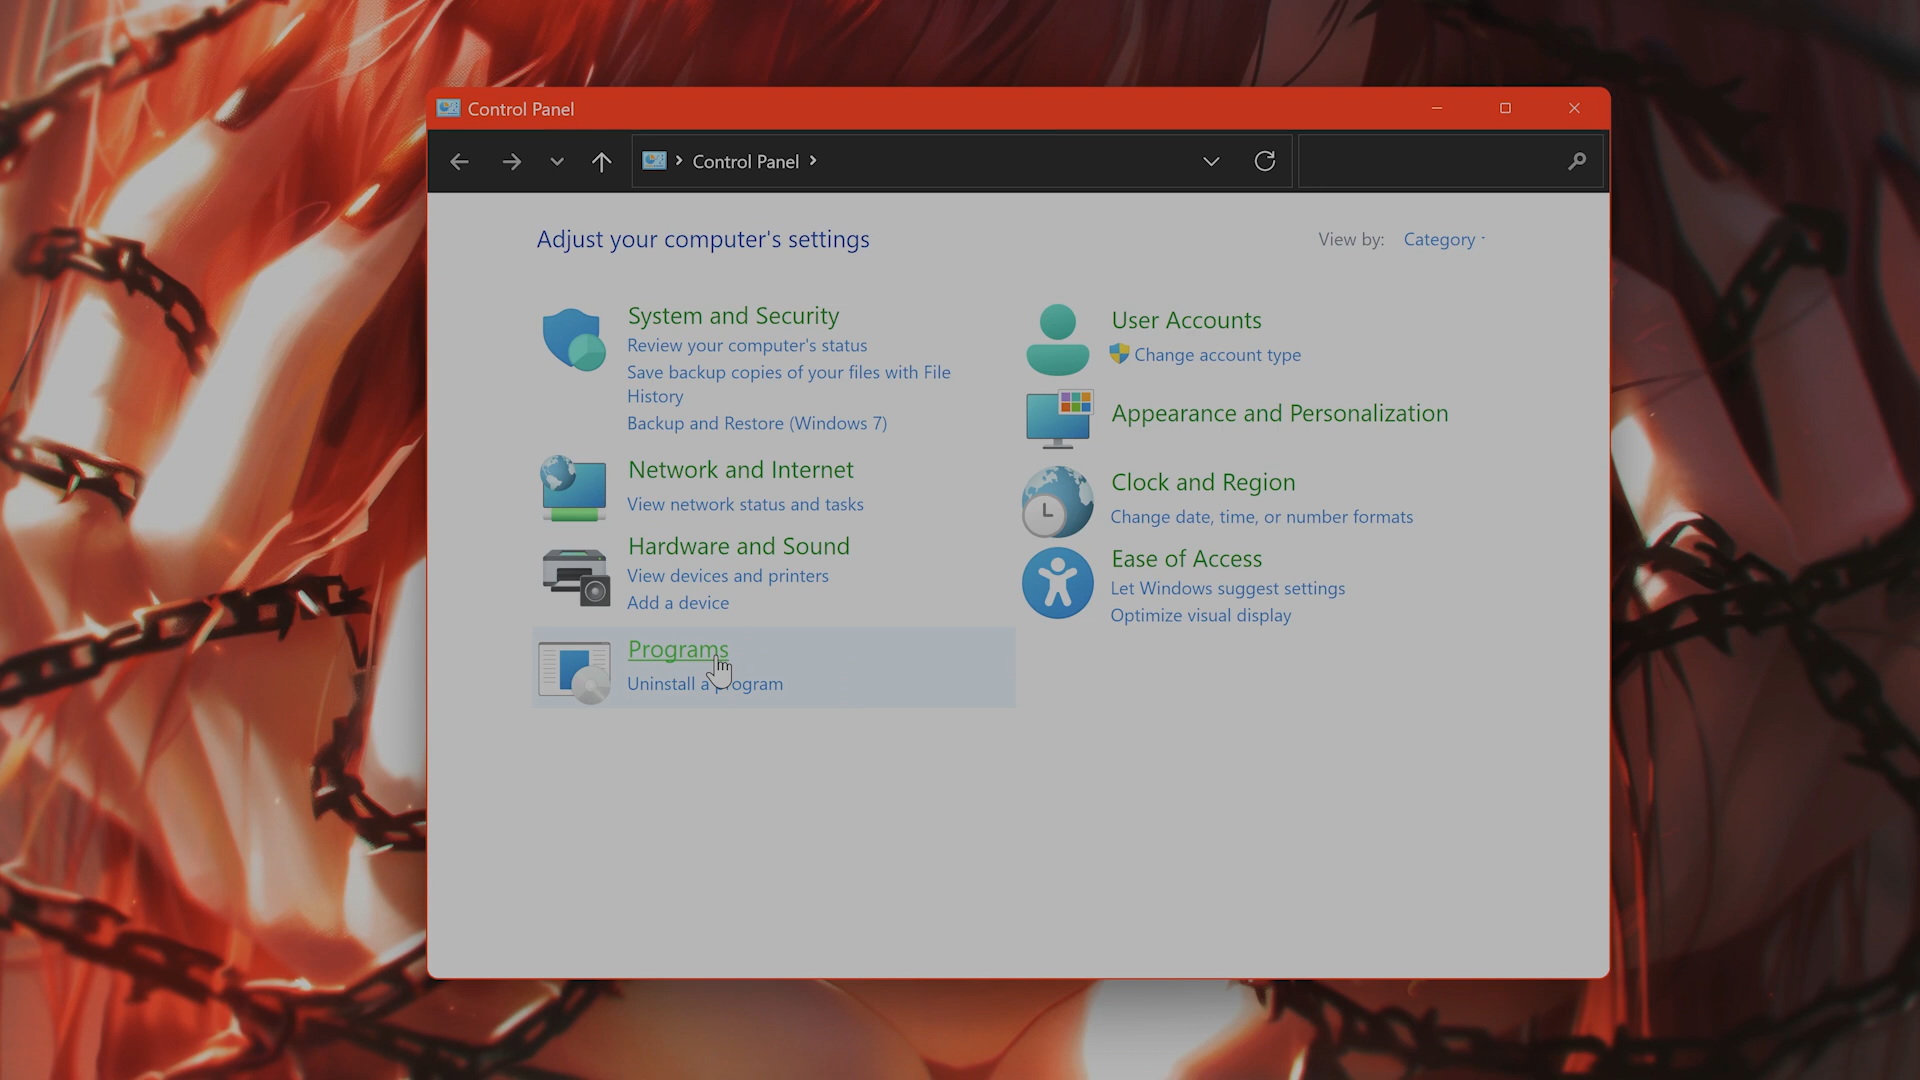 Control Panel
Control Panel
Adjust your computer's settings
View by: Category
System and Security
Review your computer's status
Save backup copies of your files with File
History
Backup and Restore (Windows 7)
Network and Internet
View network status and tasks
Hardware and Sound
View devices and printers
Add a device
Programs
Uninstall a program
User Accounts
Change account type
Appearance and Personalization
Clock and Region
Change date, time, or number formats
Ease of Access
Let Windows suggest settings
Optimize visual display